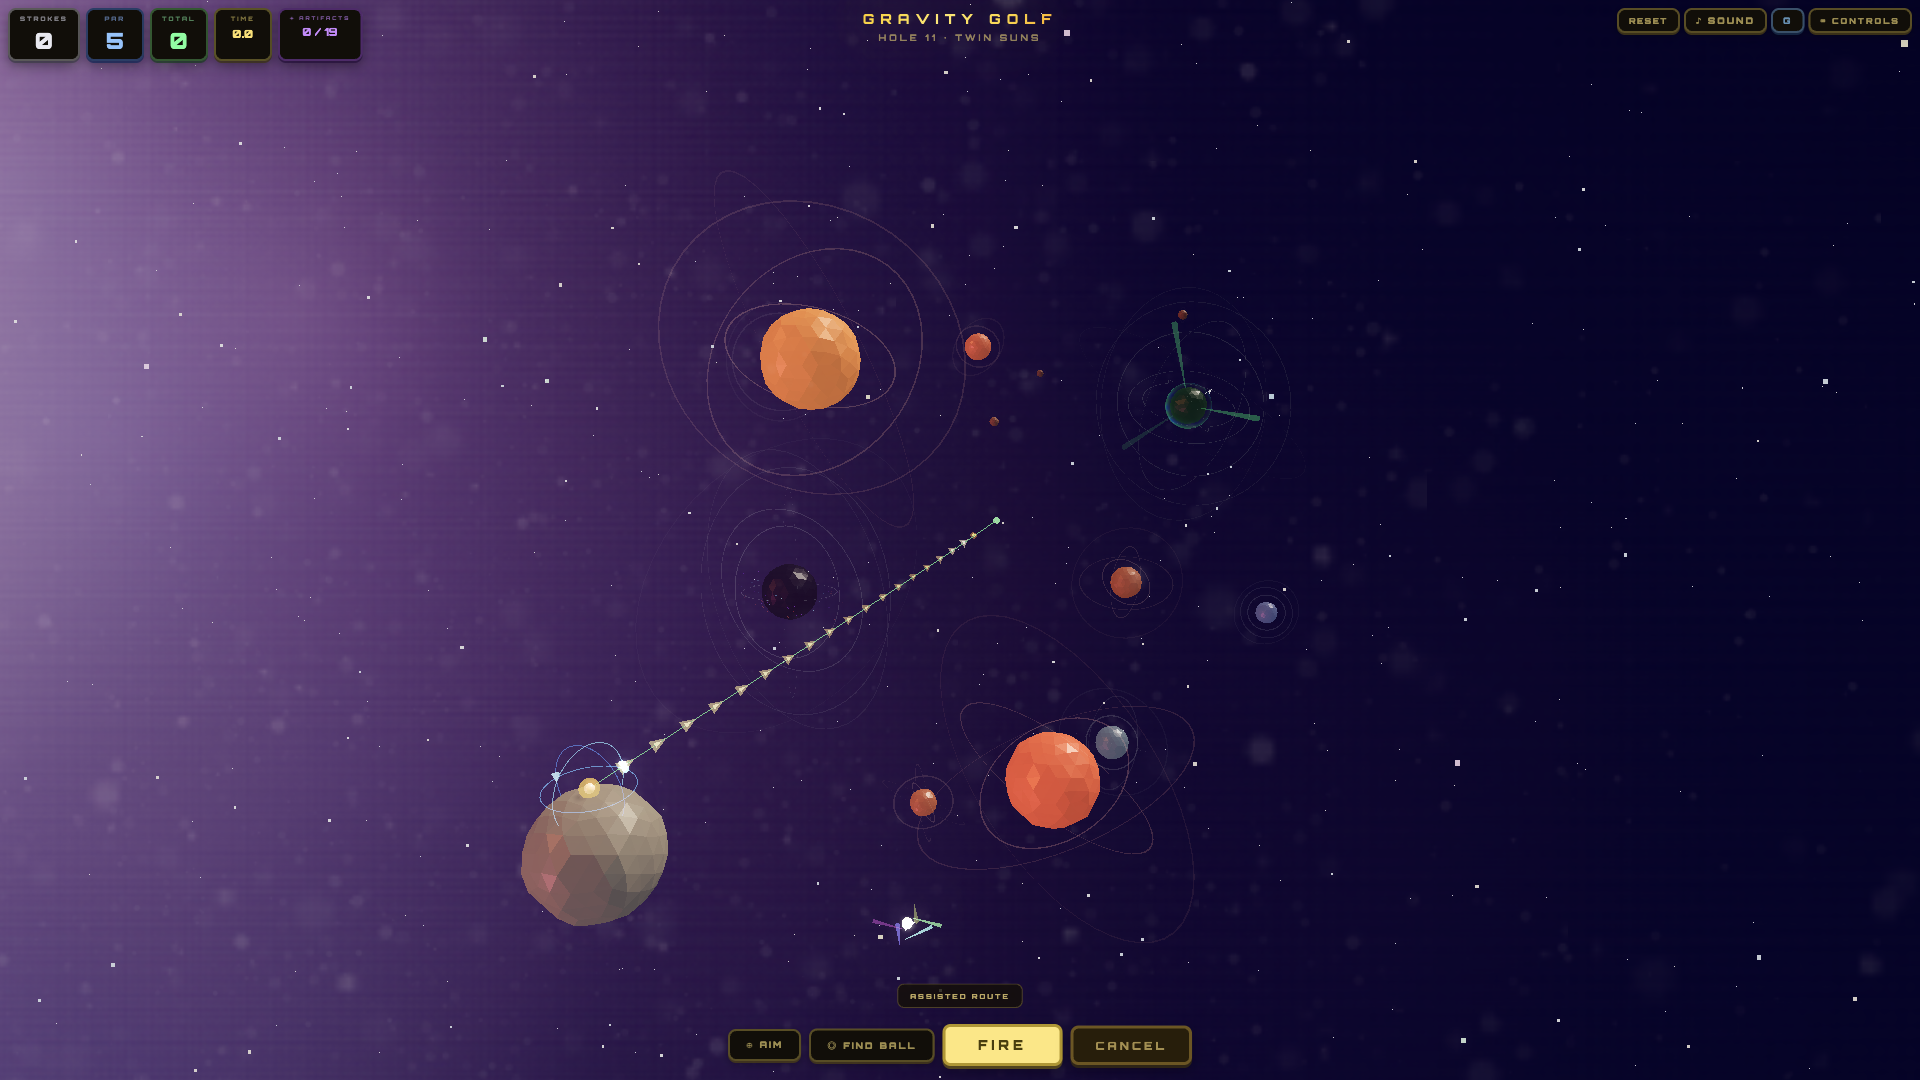 STROKES
0
PAR
5
TOTAL
0
TIME
0.0
✦ ARTIFACTS
0 / 19
GRAVITY GOLF
HOLE 11 · TWIN SUNS
RESET
♪ SOUND
G
≡ CONTROLS
ASSISTED ROUTE
⊕ AIM
◎ FIND BALL
FIRE
CANCEL